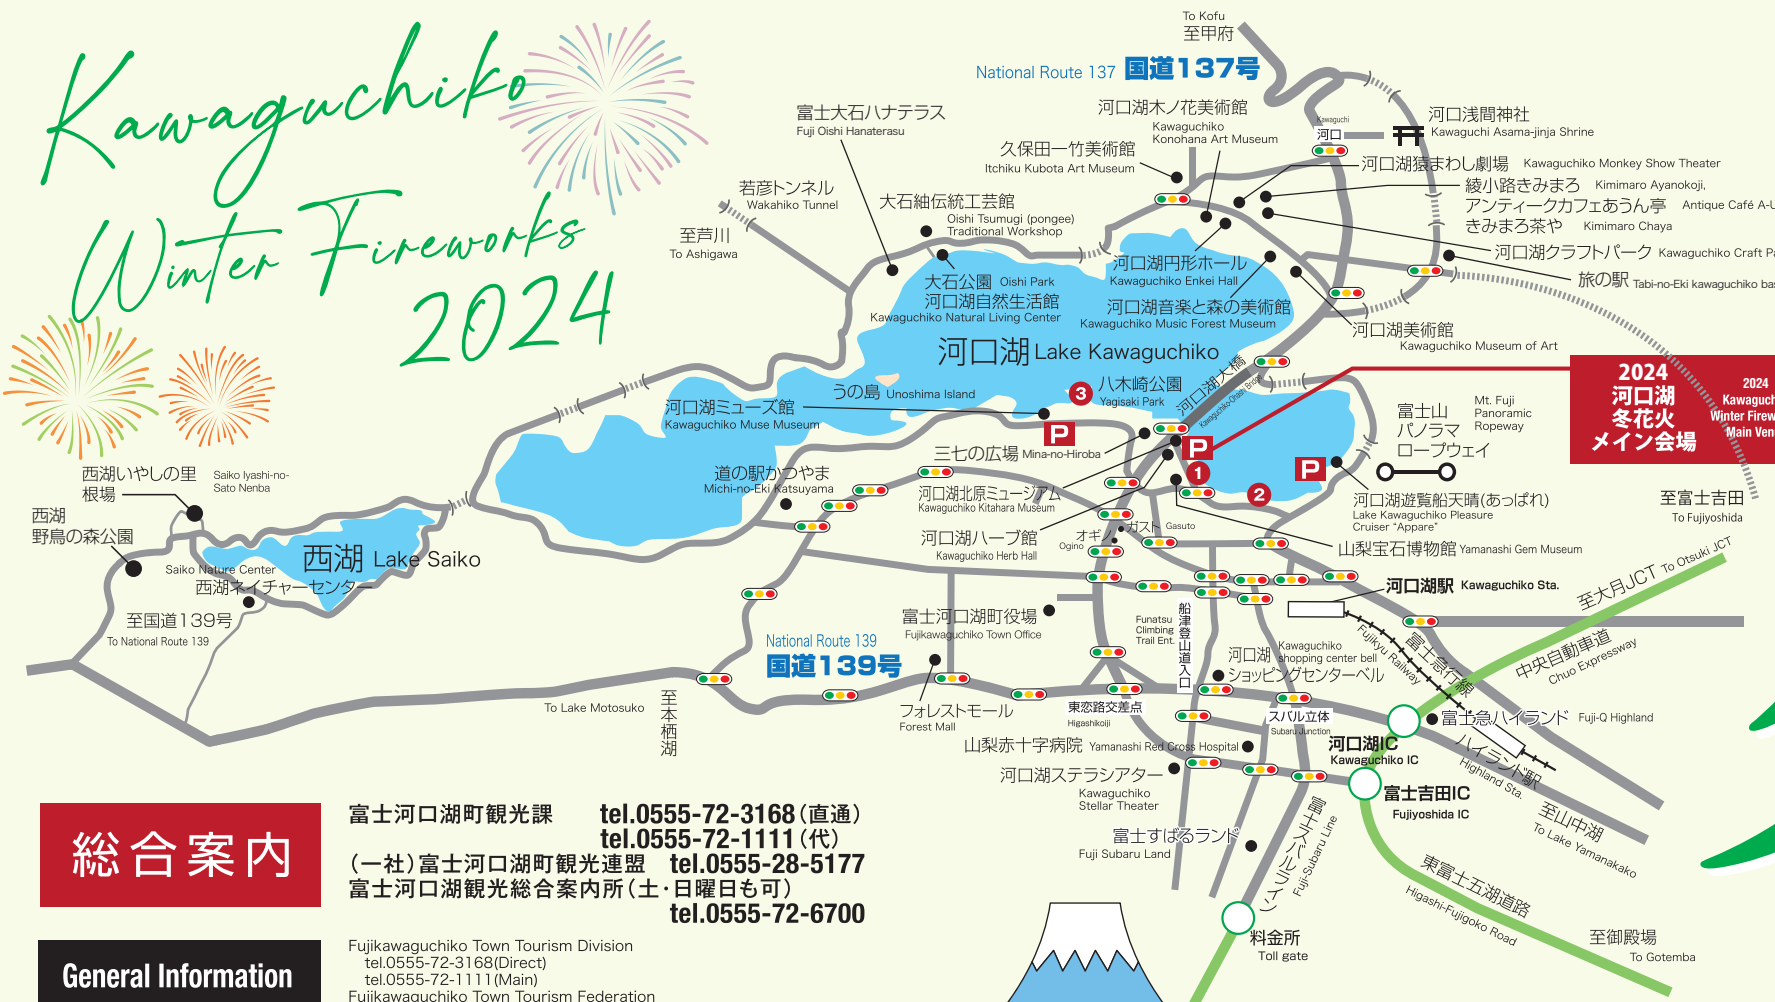 Kawaguchiko
Winter Fireworks
2024
To Kofu
至甲府
National Route 137 国道137号
富士大石ハナテラス
Fuji Oishi Hanaterasu
河口湖木ノ花美術館
Kawaguchiko
Konohana Art Museum
久保田一竹美術館
Itchiku Kubota Art Museum
Kawaguchi
河口
河口浅間神社
Kawaguchi Asama-jinja Shrine
河口湖猿まわし劇場 Kawaguchiko Monkey Show Theater
綾小路きみまろ Kimimaro Ayanokoji,
アンティークカフェあうん亭 Antique Café A-U
きみまろ茶や Kimimaro Chaya
河口湖クラフトパーク Kawaguchiko Craft Pa
旅の駅 Tabi-no-Eki kawaguchiko bas
若彦トンネル
Wakahiko Tunnel
至芦川
To Ashigawa
大石紬伝統工芸館
Oishi Tsumugi (pongee)
Traditional Workshop
大石公園 Oishi Park
河口湖自然生活館
Kawaguchiko Natural Living Center
河口湖円形ホール
Kawaguchiko Enkei Hall
河口湖音楽と森の美術館
Kawaguchiko Music Forest Museum
河口湖美術館
Kawaguchiko Museum of Art
河口湖 Lake Kawaguchiko
河口湖大橋
Kawaguchiko-Ohashi Bridge
2024
河口湖
冬花火
メイン会場
2024
Kawaguch
Winter Firew
Main Venu
うの島 Unoshima Island
3
八木崎公園
Yagisaki Park
河口湖ミューズ館
Kawaguchiko Muse Museum
P
P
P
1
2
富士山
パノラマ
ロープウェイ
Mt. Fuji
Panoramic
Ropeway
三七の広場 Mina-no-Hiroba
道の駅かつやま
Michi-no-Eki Katsuyama
河口湖北原ミュージアム
Kawaguchiko Kitahara Museum
河口湖ハーブ館
Kawaguchiko Herb Hall
オギノ
Ogino
ガスト Gasuto
河口湖遊覧船天晴(あっぱれ)
Lake Kawaguchiko Pleasure
Cruiser “Appare”
山梨宝石博物館 Yamanashi Gem Museum
至富士吉田
To Fujiyoshida
西湖いやしの里
根場
Saiko Iyashi-no-
Sato Nenba
西湖
野鳥の森公園
西湖 Lake Saiko
Saiko Nature Center
西湖ネイチャーセンター
至国道139号
To National Route 139
河口湖駅 Kawaguchiko Sta.
至大月JCT To Otsuki JCT
中央自動車道
Chuo Expressway
富士急行線
Fujikyu Railway
富士河口湖町役場
Fujikawaguchiko Town Office
Funatsu
Climbing
Trail Ent.
船津登山道入口
河口湖
ショッピングセンターベル
Kawaguchiko
shopping center bell
National Route 139
国道139号
To Lake Motosuko
至本栖湖
フォレストモール
Forest Mall
東恋路交差点
Higashikoiji
スバル立体
Subaru Junction
富士急ハイランド Fuji-Q Highland
ハイランド駅
Highland Sta.
河口湖IC
Kawaguchiko IC
富士吉田IC
Fujiyoshida IC
山梨赤十字病院 Yamanashi Red Cross Hospital
河口湖ステラシアター
Kawaguchiko
Stellar Theater
富士すばるランド
Fuji Subaru Land
富士スバルライン
Fuji-Subaru Line
至山中湖
To Lake Yamanakako
東富士五湖道路
Higashi-Fujigoko Road
至御殿場
To Gotemba
料金所
Toll gate
総合案内
富士河口湖町観光課 tel.0555-72-3168(直通)
tel.0555-72-1111(代)
(一社)富士河口湖町観光連盟 tel.0555-28-5177
富士河口湖観光総合案内所(土・日曜日も可)
tel.0555-72-6700
General Information
Fujikawaguchiko Town Tourism Division
tel.0555-72-3168(Direct)
tel.0555-72-1111(Main)
Fujikawaguchiko Town Tourism Federation